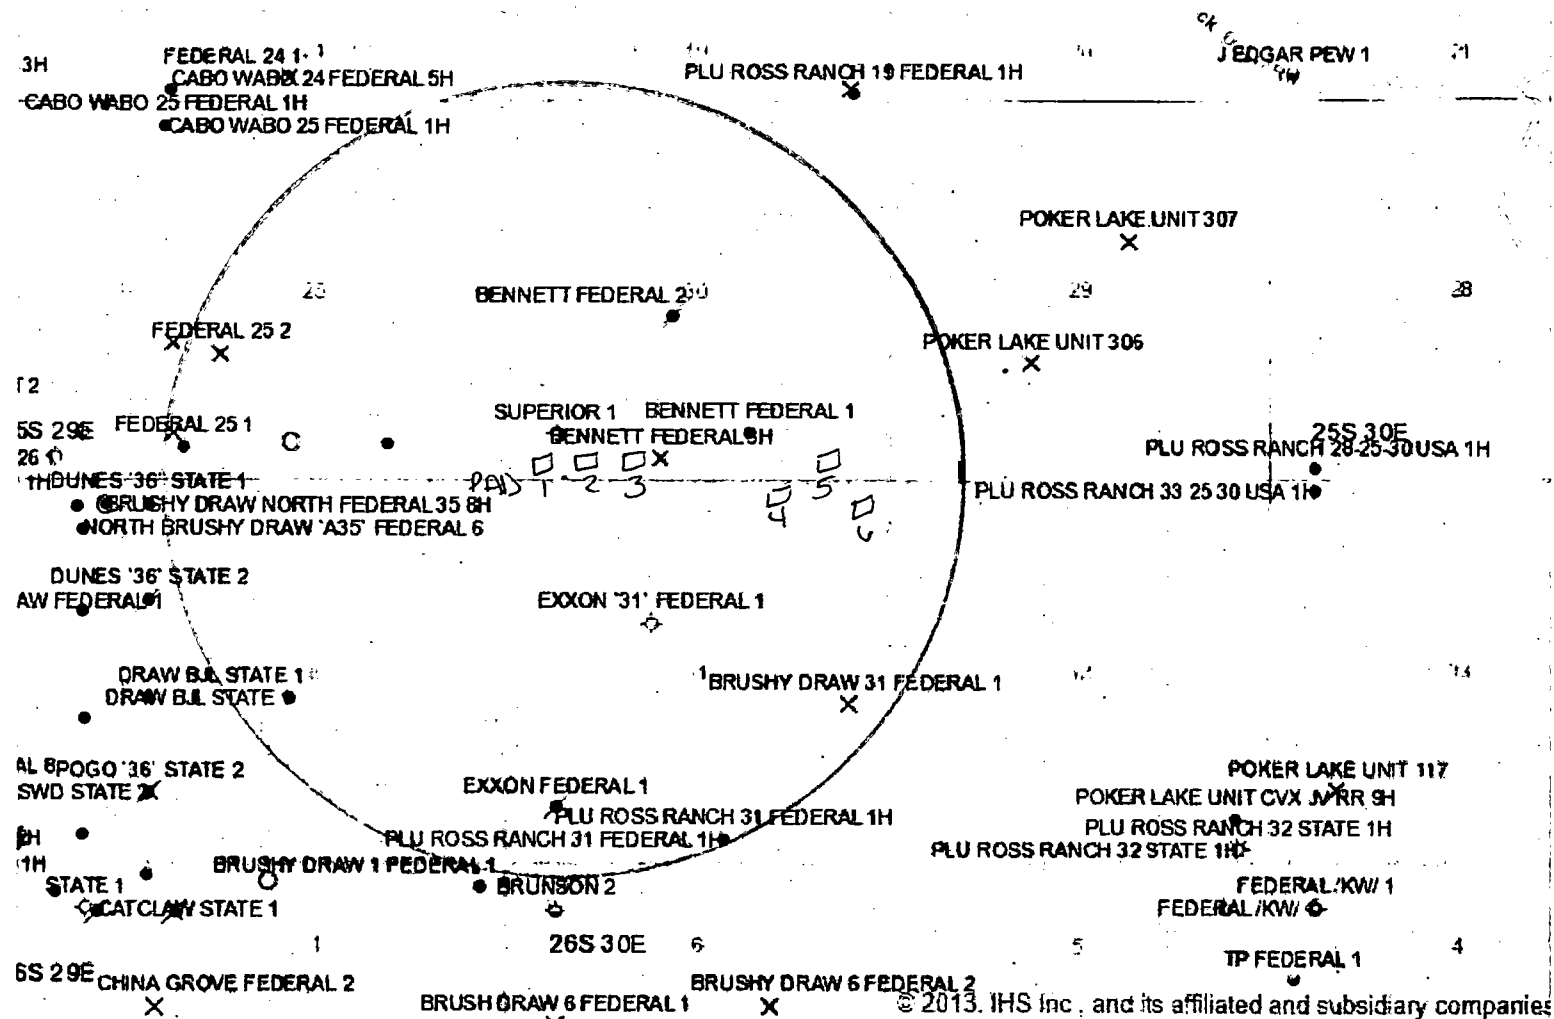 FEDERAL 24 1
3H
CABO WABO 24 FEDERAL 5H
PLU ROSS RANCH 19 FEDERAL 1H
J EDGAR PEW 1
CABO WABO 25 FEDERAL 1H
CABO WABO 25 FEDERAL 1H
POKER LAKE UNIT 307
25
BENNETT FEDERAL 2
30
29
28
FEDERAL 25 2
POKER LAKE UNIT 306
FEDERAL 25 1
SUPERIOR 1
BENNETT FEDERAL 1
5S 29E
BENNETT FEDERAL 3H
25S 30E
26
PLU ROSS RANCH 28-25-30 USA 1H
1H
DUNES '36' STATE 1
PAD 1 2 3 4 5 6
PLU ROSS RANCH 33 25 30 USA 1H
BRUSHY DRAW NORTH FEDERAL 35 8H
NORTH BRUSHY DRAW 'A35' FEDERAL 6
DUNES '36' STATE 2
AW FEDERAL 1
EXXON '31' FEDERAL 1
DRAW BJL STATE 1
DRAW BJL STATE
BRUSHY DRAW 31 FEDERAL 1
AL 8
POGO '36' STATE 2
SWD STATE
EXXON FEDERAL 1
POKER LAKE UNIT 117
POKER LAKE UNIT CVX JV RR 9H
PLU ROSS RANCH 31 FEDERAL 1H
PLU ROSS RANCH 31 FEDERAL 1H
PLU ROSS RANCH 32 STATE 1H
PLU ROSS RANCH 32 STATE 1H
1H
BRUSHY DRAW 1 FEDERAL 1
STATE 1
BRUNSON 2
FEDERAL /KW/ 1
CATCLAW STATE 1
FEDERAL /KW/
1
26S 30E
6
5
4
6S 29E
TP FEDERAL 1
CHINA GROVE FEDERAL 2
BRUSHY DRAW 6 FEDERAL 2
BRUSH DRAW 6 FEDERAL 1
© 2013. IHS Inc., and its affiliated and subsidiary companies